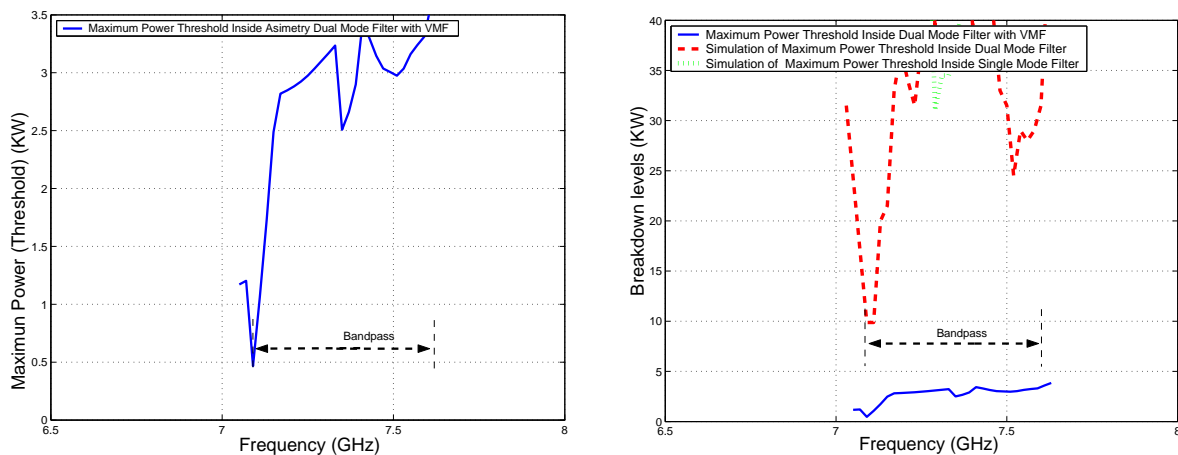 Maximum Power Threshold Inside Asimetry Dual Mode Filter with VMF
3.5
3
2.5
2
1.5
1
0.5
0
Maximun Power (Threshold) (KW)
Bandpass
6.5
7
7.5
8
Frequency (GHz)
Maximum Power Threshold Inside Dual Mode Filter with VMF
Simulation of Maximum Power Threshold Inside Dual Mode Filter
Simulation of Maximum Power Threshold Inside Single Mode Filter
40
35
30
25
20
15
10
5
0
Breakdown levels (KW)
Bandpass
6.5
7
7.5
8
Frequency (GHz)